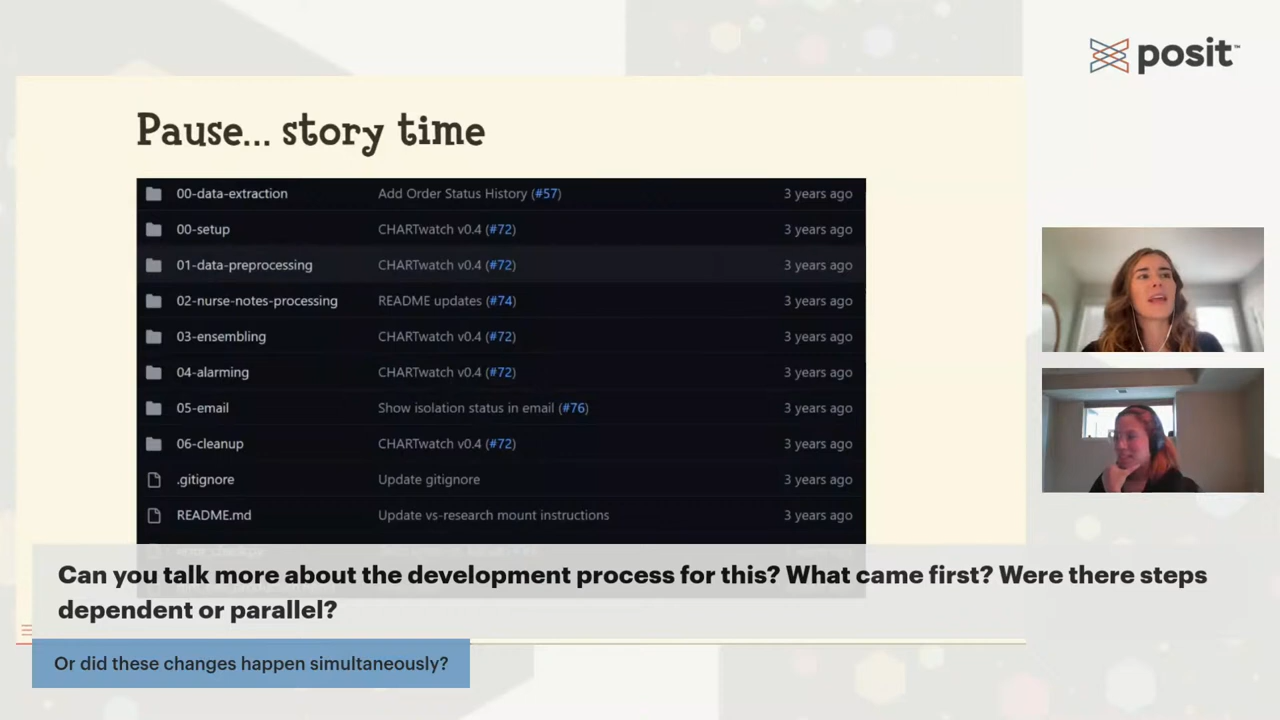 posit™
Pause... story time
00-data-extraction Add Order Status History (#57) 3 years ago
00-setup CHARTwatch v0.4 (#72) 3 years ago
01-data-preprocessing CHARTwatch v0.4 (#72) 3 years ago
02-nurse-notes-processing README updates (#74) 3 years ago
03-ensembling CHARTwatch v0.4 (#72) 3 years ago
04-alarming CHARTwatch v0.4 (#72) 3 years ago
05-email Show isolation status in email (#76) 3 years ago
06-cleanup CHARTwatch v0.4 (#72) 3 years ago
.gitignore Update gitignore 3 years ago
README.md Update vs-research mount instructions 3 years ago
Can you talk more about the development process for this? What came first? Were there steps
dependent or parallel?
Or did these changes happen simultaneously?